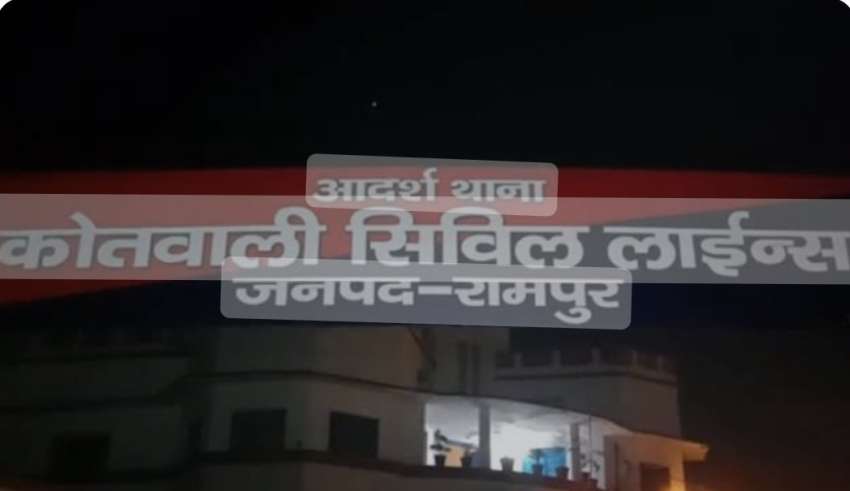 आदर्श थाना
कोतवाली सिविल लाईन्स
जनपद-रामपुर